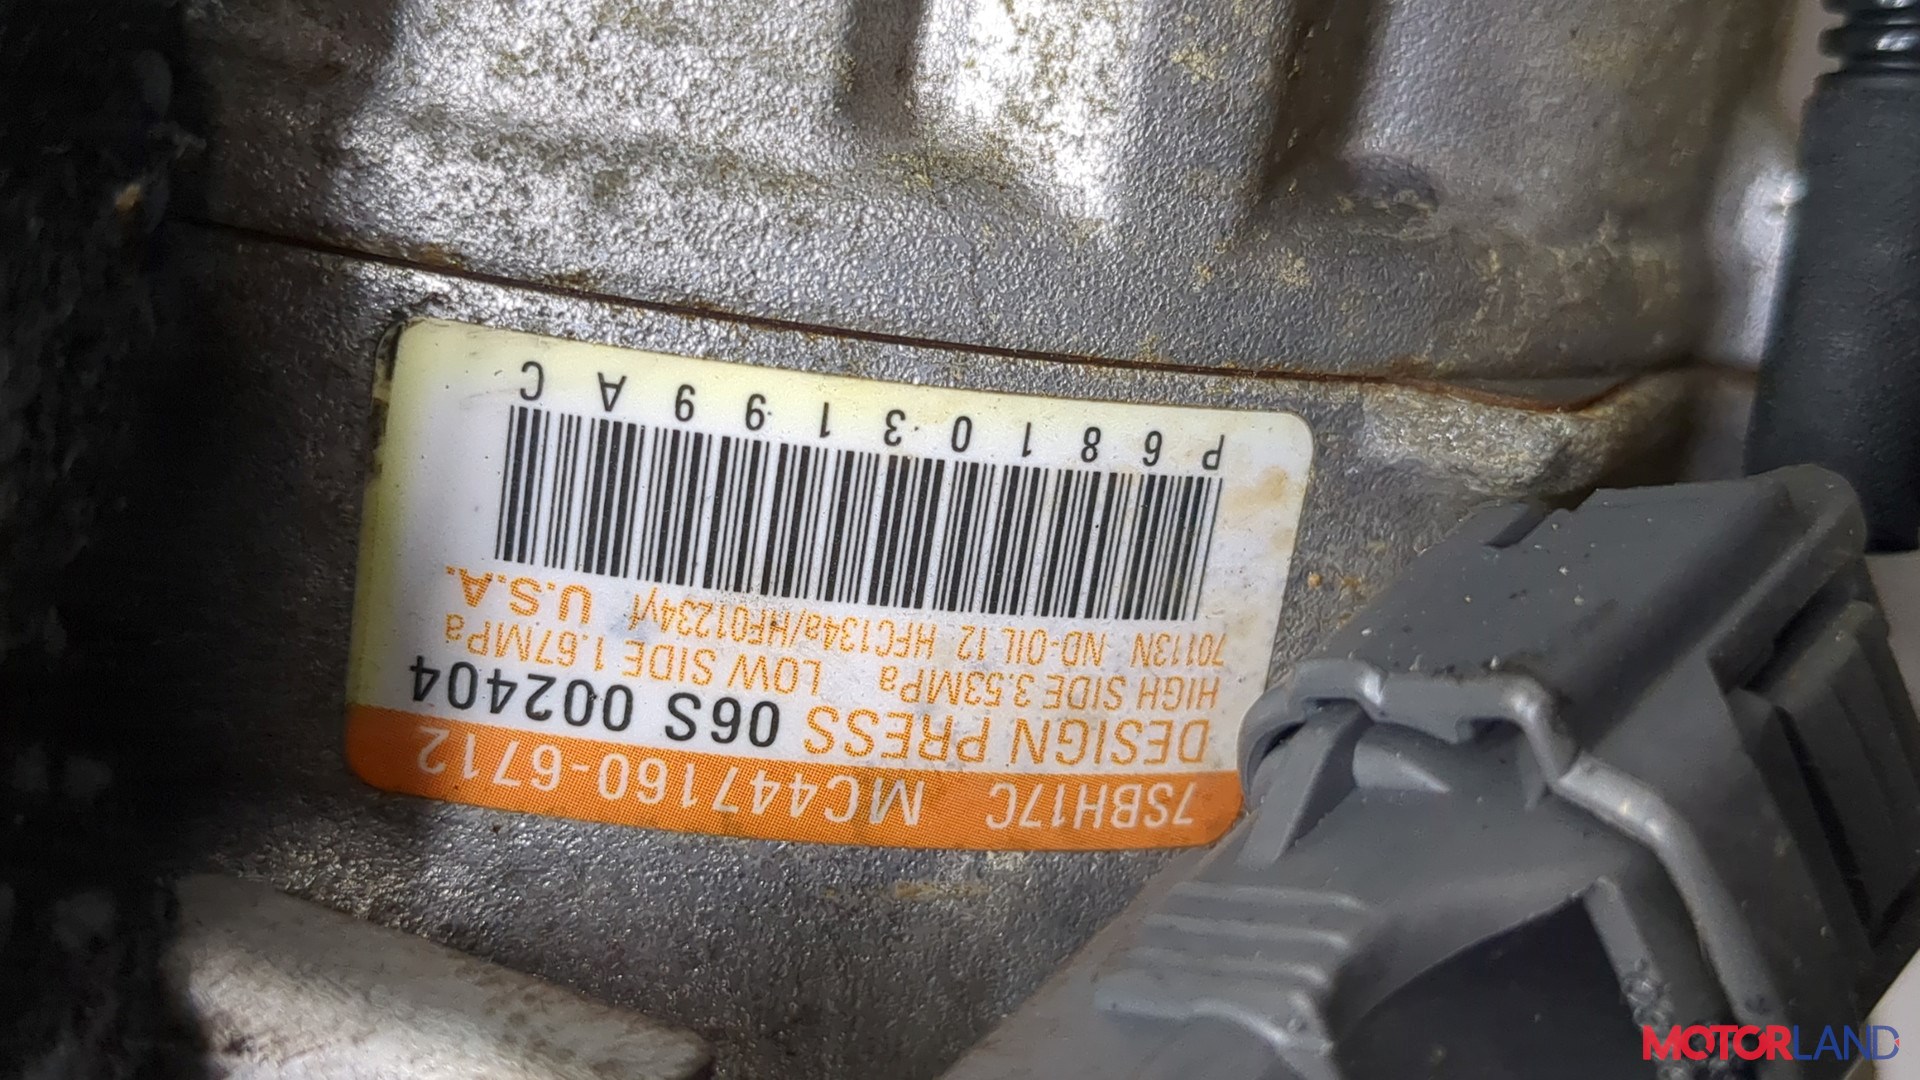 7SBH17C MC447160-6712
DESIGN PRESS 06S 002404
HIGH SIDE 3.53MPa LOW SIDE 1.67MPa
70113N ND-OIL 12 HFC134a/HFO1234yf U.S.A.
P68103199AC
MOTORLAND